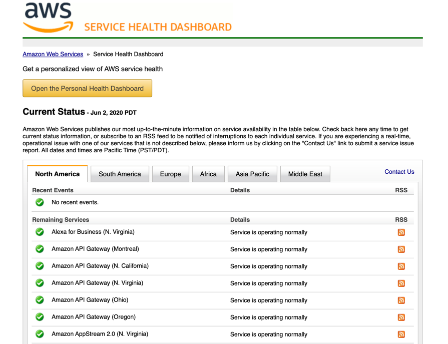 aws
SERVICE HEALTH DASHBOARD
Amazon Web Services » Service Health Dashboard
Get a personalized view of AWS service health
Open the Personal Health Dashboard
Current Status - Jun 2, 2020 PDT
Amazon Web Services publishes our most up-to-the-minute information on service availability in the table below. Check back here any time to get
current status information, or subscribe to an RSS feed to be notified of interruptions to each individual service. If you are experiencing a real-time,
operational issue with one of our services that is not described below, please inform us by clicking on the "Contact Us" link to submit a service issue
report. All dates and times are Pacific Time (PST/PDT).
North America South America Europe Africa Asia Pacific Middle East Contact Us
Recent Events Details RSS
No recent events.
Remaining Services Details RSS
Alexa for Business (N. Virginia) Service is operating normally
Amazon API Gateway (Montreal) Service is operating normally
Amazon API Gateway (N. California) Service is operating normally
Amazon API Gateway (N. Virginia) Service is operating normally
Amazon API Gateway (Ohio) Service is operating normally
Amazon API Gateway (Oregon) Service is operating normally
Amazon AppStream 2.0 (N. Virginia) Service is operating normally